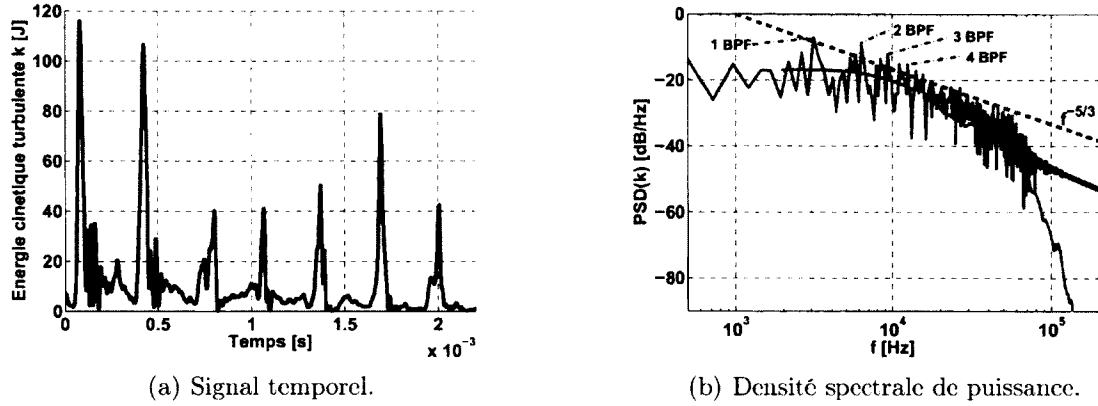 120
100
80
60
40
20
0
Energie cinetique turbulente k [J]
0
0.5
1
1.5
2
Temps [s]
x 10⁻³
(a) Signal temporel.
0
−20
−40
−60
−80
PSD(k) [dB/Hz]
1 BPF
2 BPF
3 BPF
4 BPF
−5/3
10³
10⁴
10⁵
f [Hz]
(b) Densité spectrale de puissance.